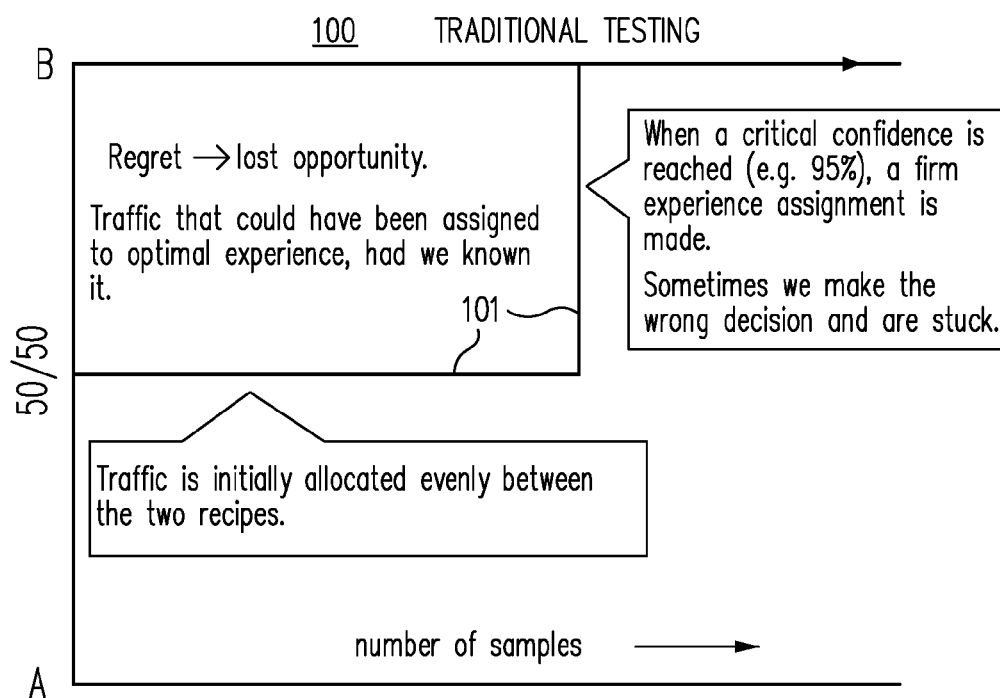 100 TRADITIONAL TESTING
B
Regret → lost opportunity.
Traffic that could have been assigned
to optimal experience, had we known
it.
101
When a critical confidence is
reached (e.g. 95%), a firm
experience assignment is
made.
Sometimes we make the
wrong decision and are stuck.
50/50
Traffic is initially allocated evenly between
the two recipes.
number of samples
A